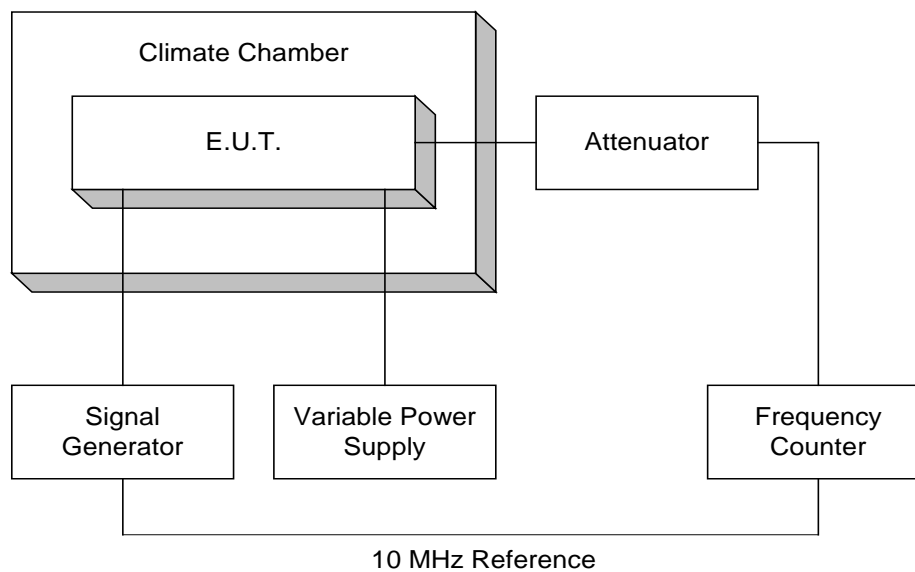 Climate Chamber
E.U.T.
Attenuator
Signal
Generator
Variable Power
Supply
Frequency
Counter
10 MHz Reference